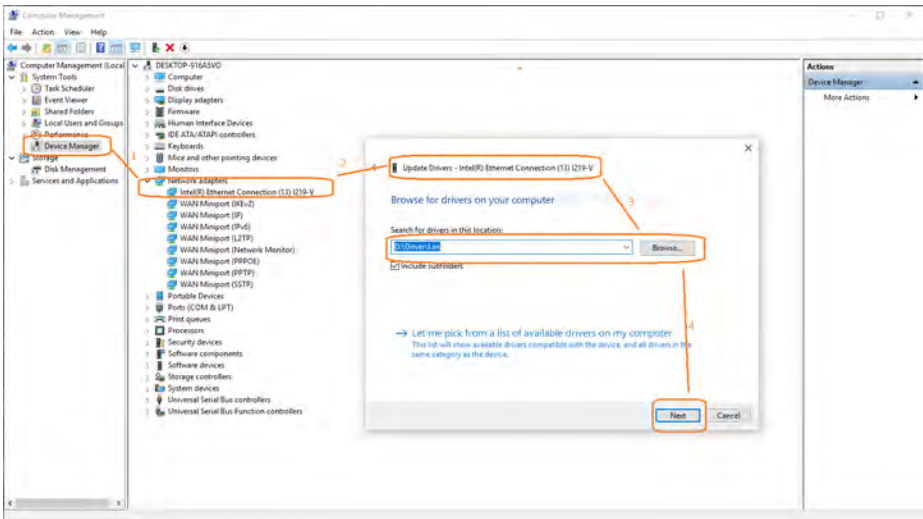 Computer Management
File Action View Help
Computer Management (Local
System Tools
Task Scheduler
Event Viewer
Shared Folders
Local Users and Groups
Performance
Device Manager
Storage
Disk Management
Services and Applications
DESKTOP-916ASVO
Computer
Disk drives
Display adapters
Firmware
Human Interface Devices
IDE ATA/ATAPI controllers
Keyboards
Mice and other pointing devices
Monitors
Network adapters
Intel(R) Ethernet Connection (13) I219-V
WAN Miniport (IKEv2)
WAN Miniport (IP)
WAN Miniport (IPv6)
WAN Miniport (L2TP)
WAN Miniport (Network Monitor)
WAN Miniport (PPPOE)
WAN Miniport (PPTP)
WAN Miniport (SSTP)
Portable Devices
Ports (COM & LPT)
Print queues
Processors
Security devices
Software components
Software devices
Storage controllers
System devices
Universal Serial Bus controllers
Universal Serial Bus Function controllers
1
2
Update Drivers - Intel(R) Ethernet Connection (13) I219-V
Browse for drivers on your computer
3
Search for drivers in this location:
D:\Driver\Lan
Browse...
Include subfolders
Let me pick from a list of available drivers on my computer
4
This list will show available drivers compatible with the device, and all drivers in the
same category as the device.
Next
Cancel
Actions
Device Manager
More Actions